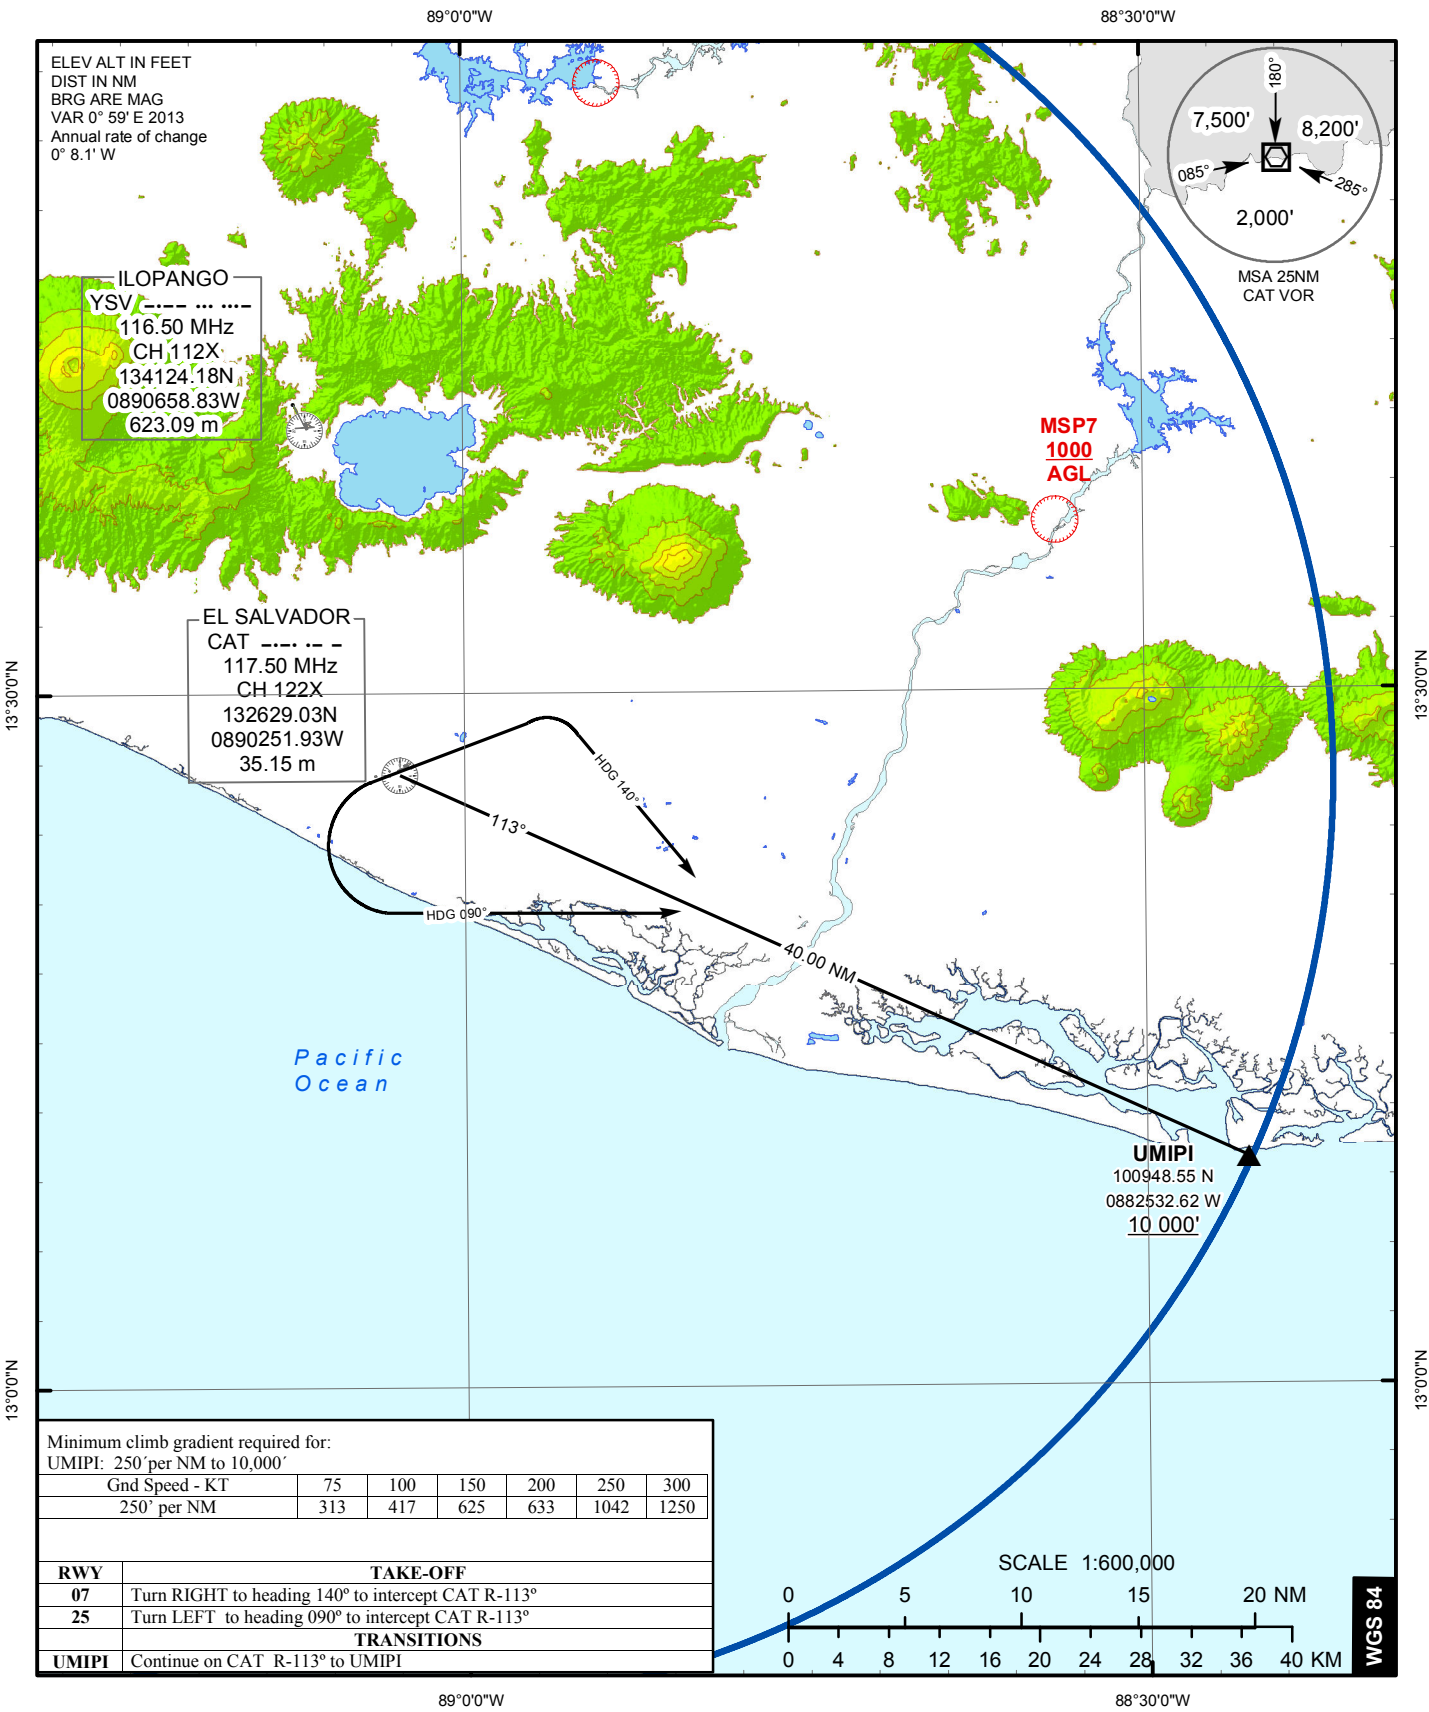 89°0'0"W
88°30'0"W
ELEV ALT IN FEET
DIST IN NM
BRG ARE MAG
VAR 0° 59' E 2013
Annual rate of change
0° 8.1' W
180°
7,500'
8,200'
085°
285°
2,000'
MSA 25NM
CAT VOR
ILOPANGO
YSV
116.50 MHz
CH 112X
134124.18N
0890658.83W
623.09 m
MSP7
1000
AGL
EL SALVADOR
CAT
117.50 MHz
CH 122X
132629.03N
0890251.93W
35.15 m
13°30'0"N
13°30'0"N
HDG 140°
113°
HDG 090°
40.00 NM
Pacific
Ocean
UMIPI
100948.55 N
0882532.62 W
10 000'
13°0'0"N
13°0'0"N
Minimum climb gradient required for:
UMIPI: 250´per NM to 10,000´
Gnd Speed - KT 75 100 150 200 250 300
250’ per NM 313 417 625 633 1042 1250
RWY TAKE-OFF
07 Turn RIGHT to heading 140º to intercept CAT R-113º
25 Turn LEFT to heading 090º to intercept CAT R-113º
TRANSITIONS
UMIPI Continue on CAT R-113º to UMIPI
SCALE 1:600,000
0 5 10 15 20 NM
0 4 8 12 16 20 24 28 32 36 40 KM
WGS 84
89°0'0"W
88°30'0"W